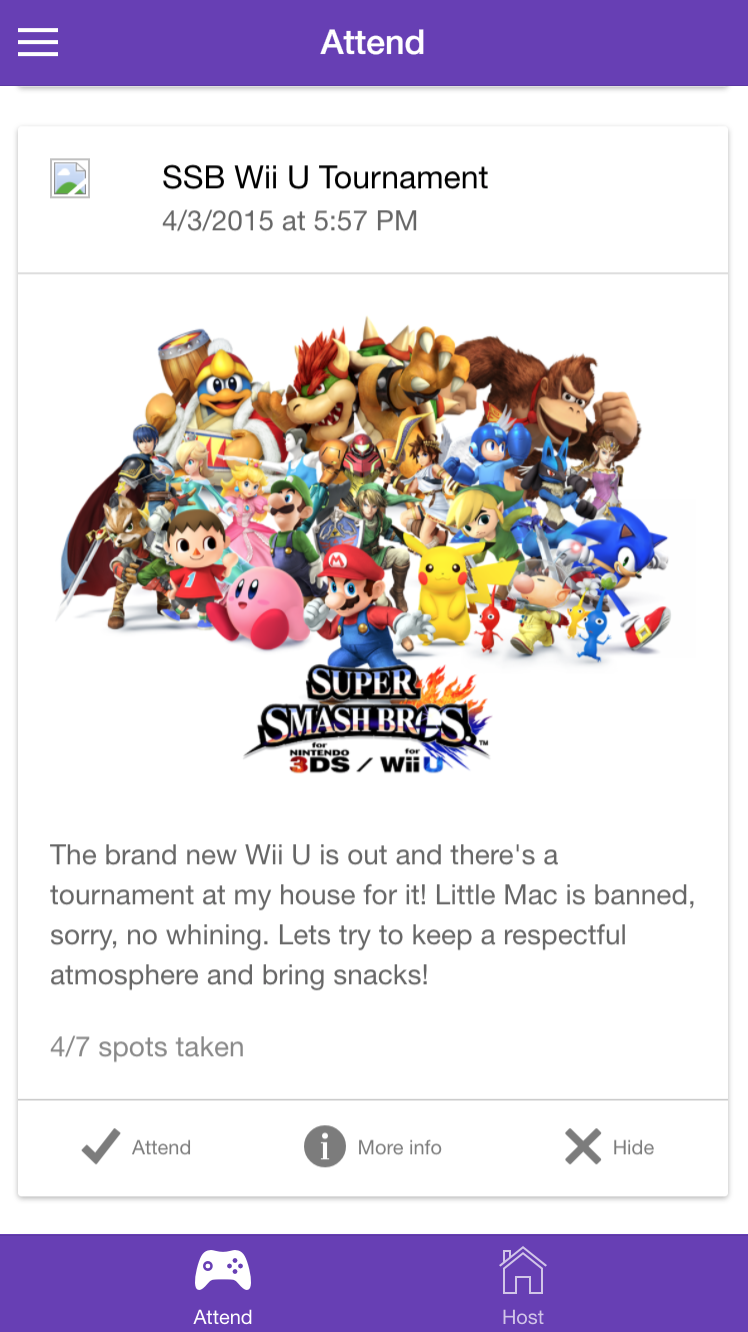 Attend
SSB Wii U Tournament
4/3/2015 at 5:57 PM
M
1
SUPER
SMASH BROS.™
for NINTENDO 3DS / for Wii U
The brand new Wii U is out and there's a
tournament at my house for it! Little Mac is banned,
sorry, no whining. Lets try to keep a respectful
atmosphere and bring snacks!
4/7 spots taken
Attend
More info
Hide
Attend
Host